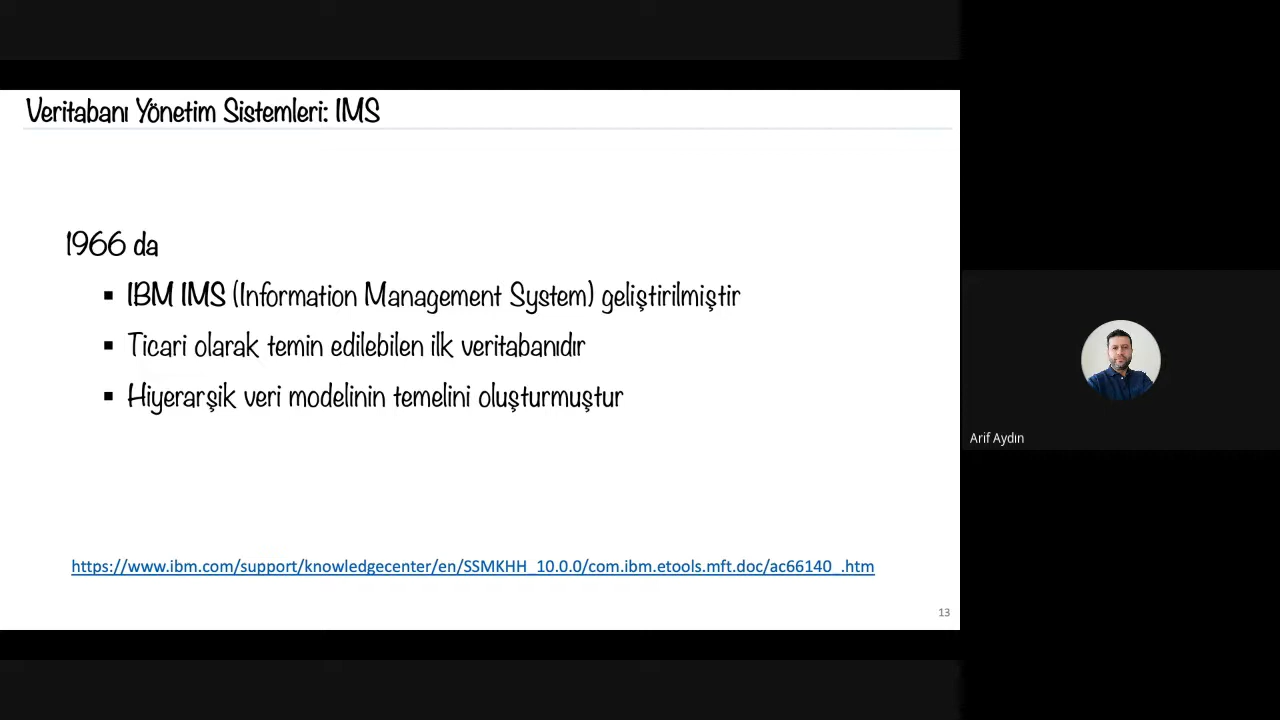 Veritabanı Yönetim Sistemleri: IMS
1966 da
▪ IBM IMS (Information Management System) geliştirilmiştir
▪ Ticari olarak temin edilebilen ilk veritabanıdır
▪ Hiyerarşik veri modelinin temelini oluşturmuştur
https://www.ibm.com/support/knowledgecenter/en/SSMKHH_10.0.0/com.ibm.etools.mft.doc/ac66140_.htm
13
Arif Aydın